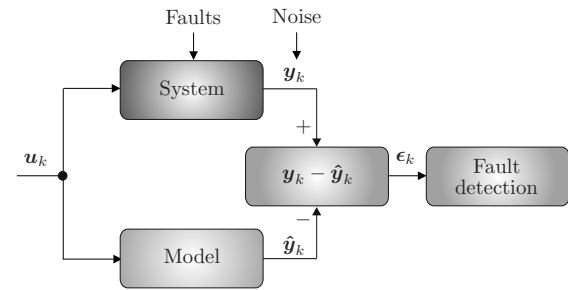 Faults
Noise
System
y_k
+
u_k
y_k − ŷ_k
ϵ_k
Fault
detection
−
Model
ŷ_k